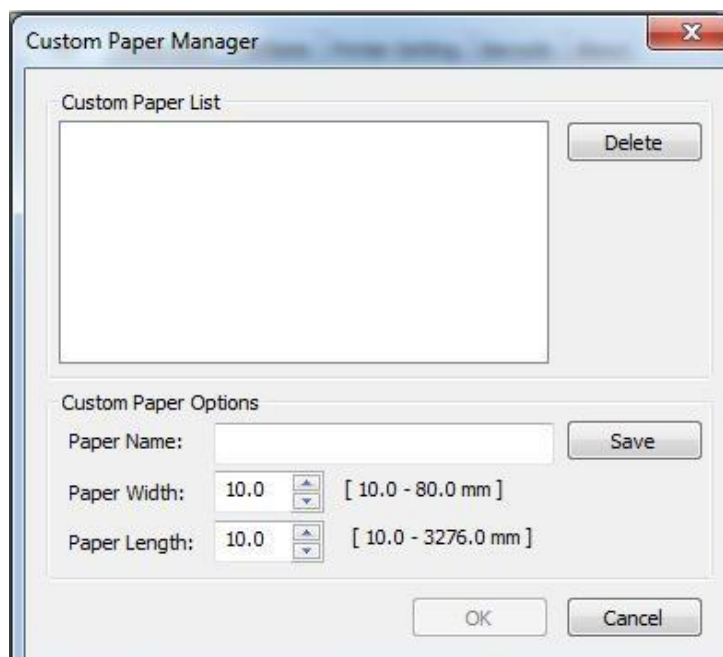 Custom Paper Manager
Custom Paper List
Delete
Custom Paper Options
Paper Name:
Save
Paper Width: 10.0 [ 10.0 - 80.0 mm ]
Paper Length: 10.0 [ 10.0 - 3276.0 mm ]
OK Cancel